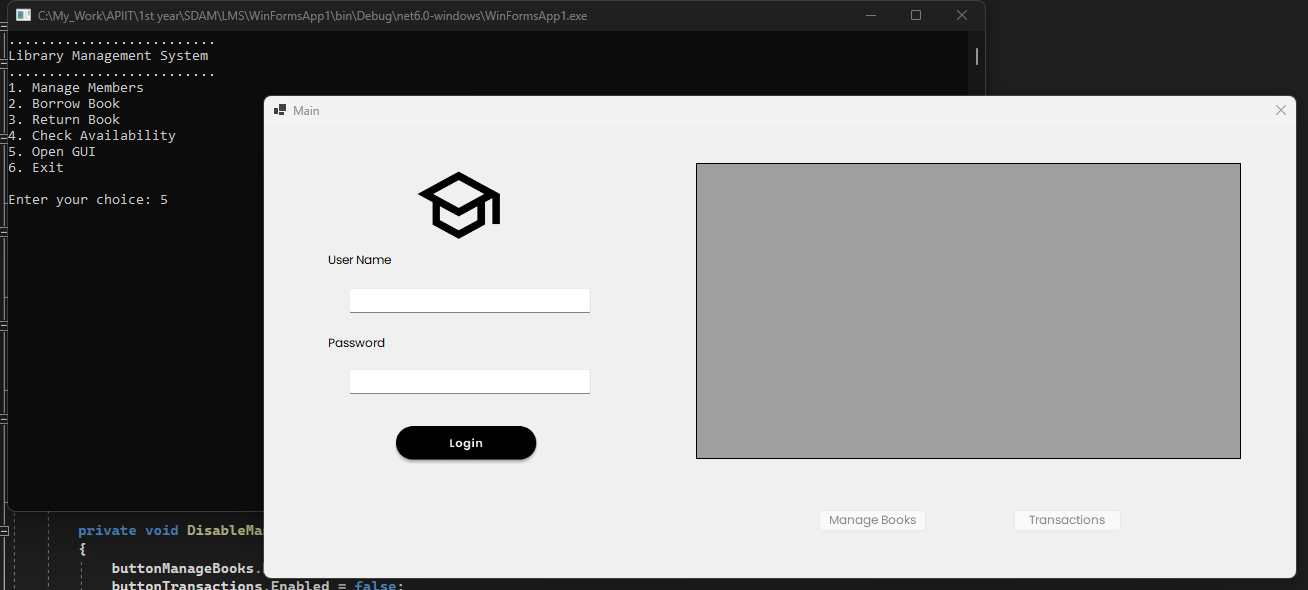 C:\My_Work\APIIT\1st year\SDAM\LMS\WinFormsApp1\bin\Debug\net6.0-windows\WinFormsApp1.exe
..........................
Library Management System
..........................
1. Manage Members
2. Borrow Book
3. Return Book
4. Check Availability
5. Open GUI
6. Exit
Enter your choice: 5
Main
User Name
Password
Login
Manage Books
Transactions
private void DisableMa
{
buttonManageBooks.
buttonTransactions.Enabled = false;